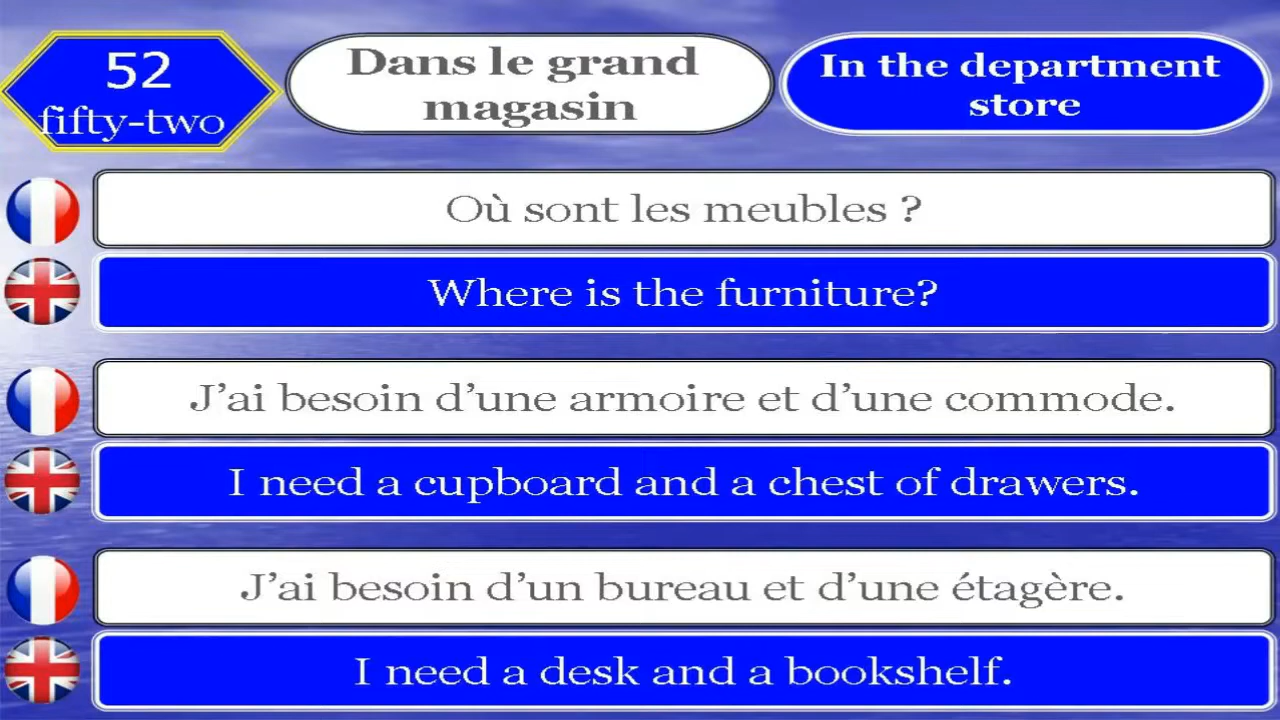 52
fifty-two
Dans le grand
magasin
In the department
store
Où sont les meubles ?
Where is the furniture?
J’ai besoin d’une armoire et d’une commode.
I need a cupboard and a chest of drawers.
J’ai besoin d’un bureau et d’une étagère.
I need a desk and a bookshelf.